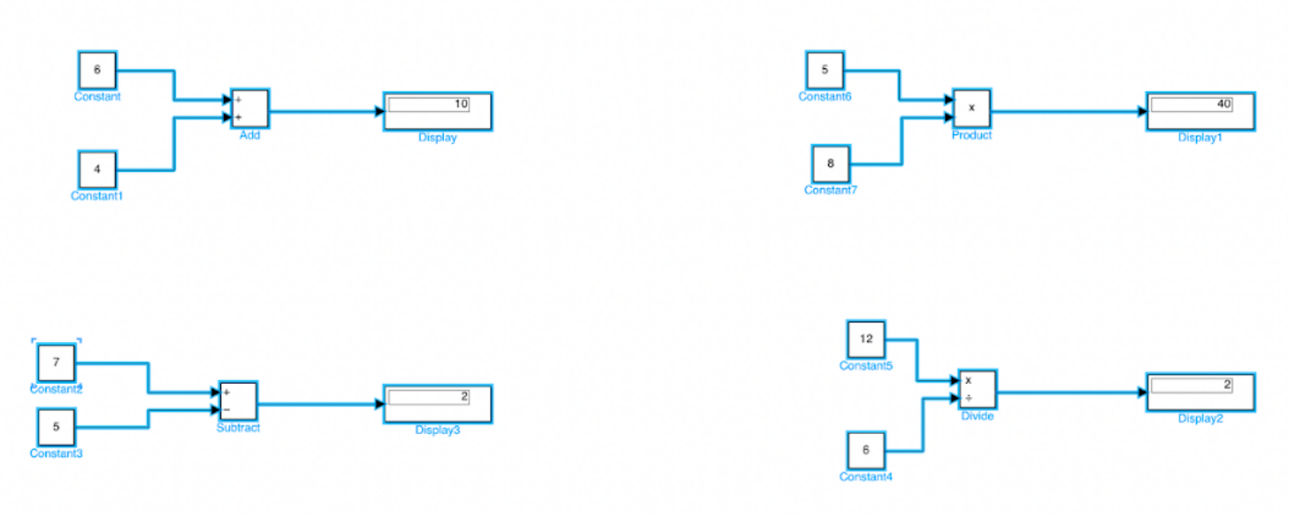 6
Constant
+
+
Add
10
Display
4
Constant1
5
Constant6
x
Product
40
Display1
8
Constant7
7
Constant2
+
−
Subtract
2
Display3
5
Constant3
12
Constant5
x
÷
Divide
2
Display2
6
Constant4